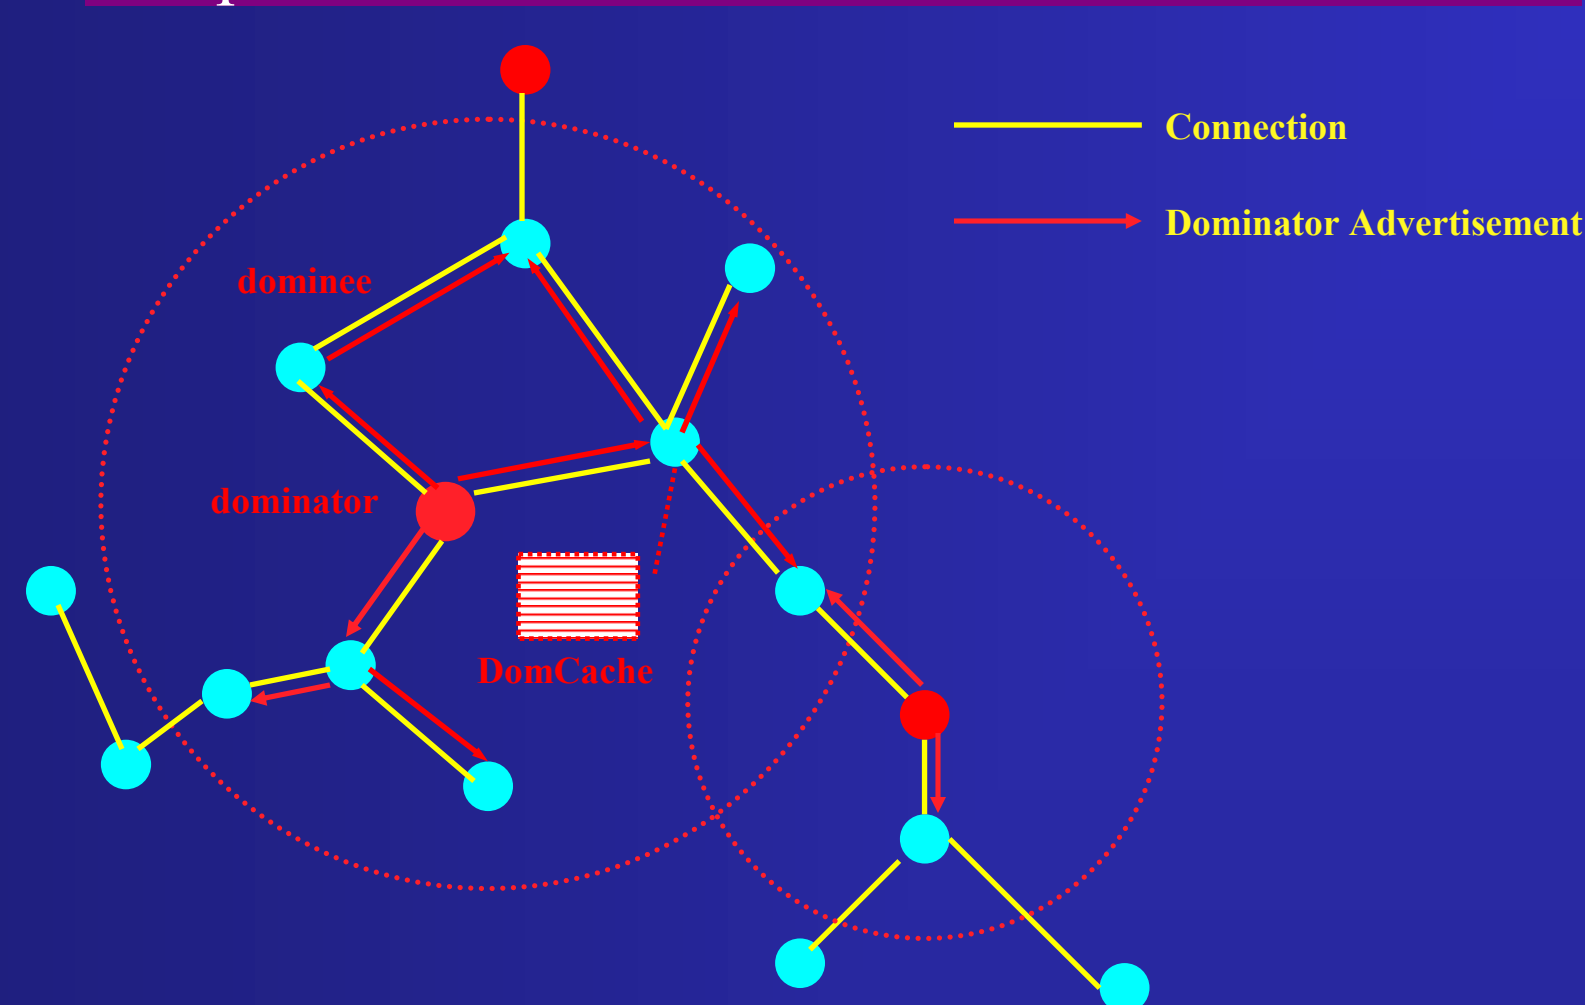 Connection
Dominator Advertisement
dominee
dominator
DomCache